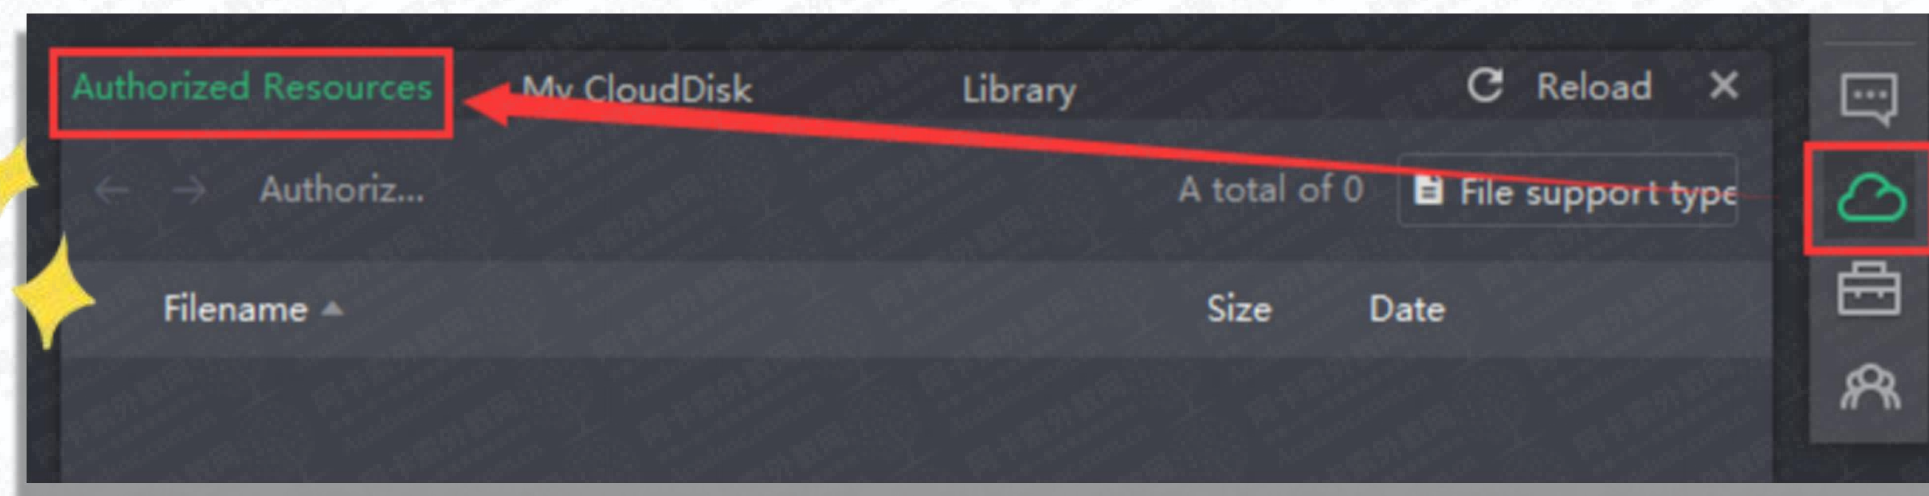 Authorized Resources My CloudDisk Library Reload
Authoriz... A total of 0 File support type
Filename Size Date